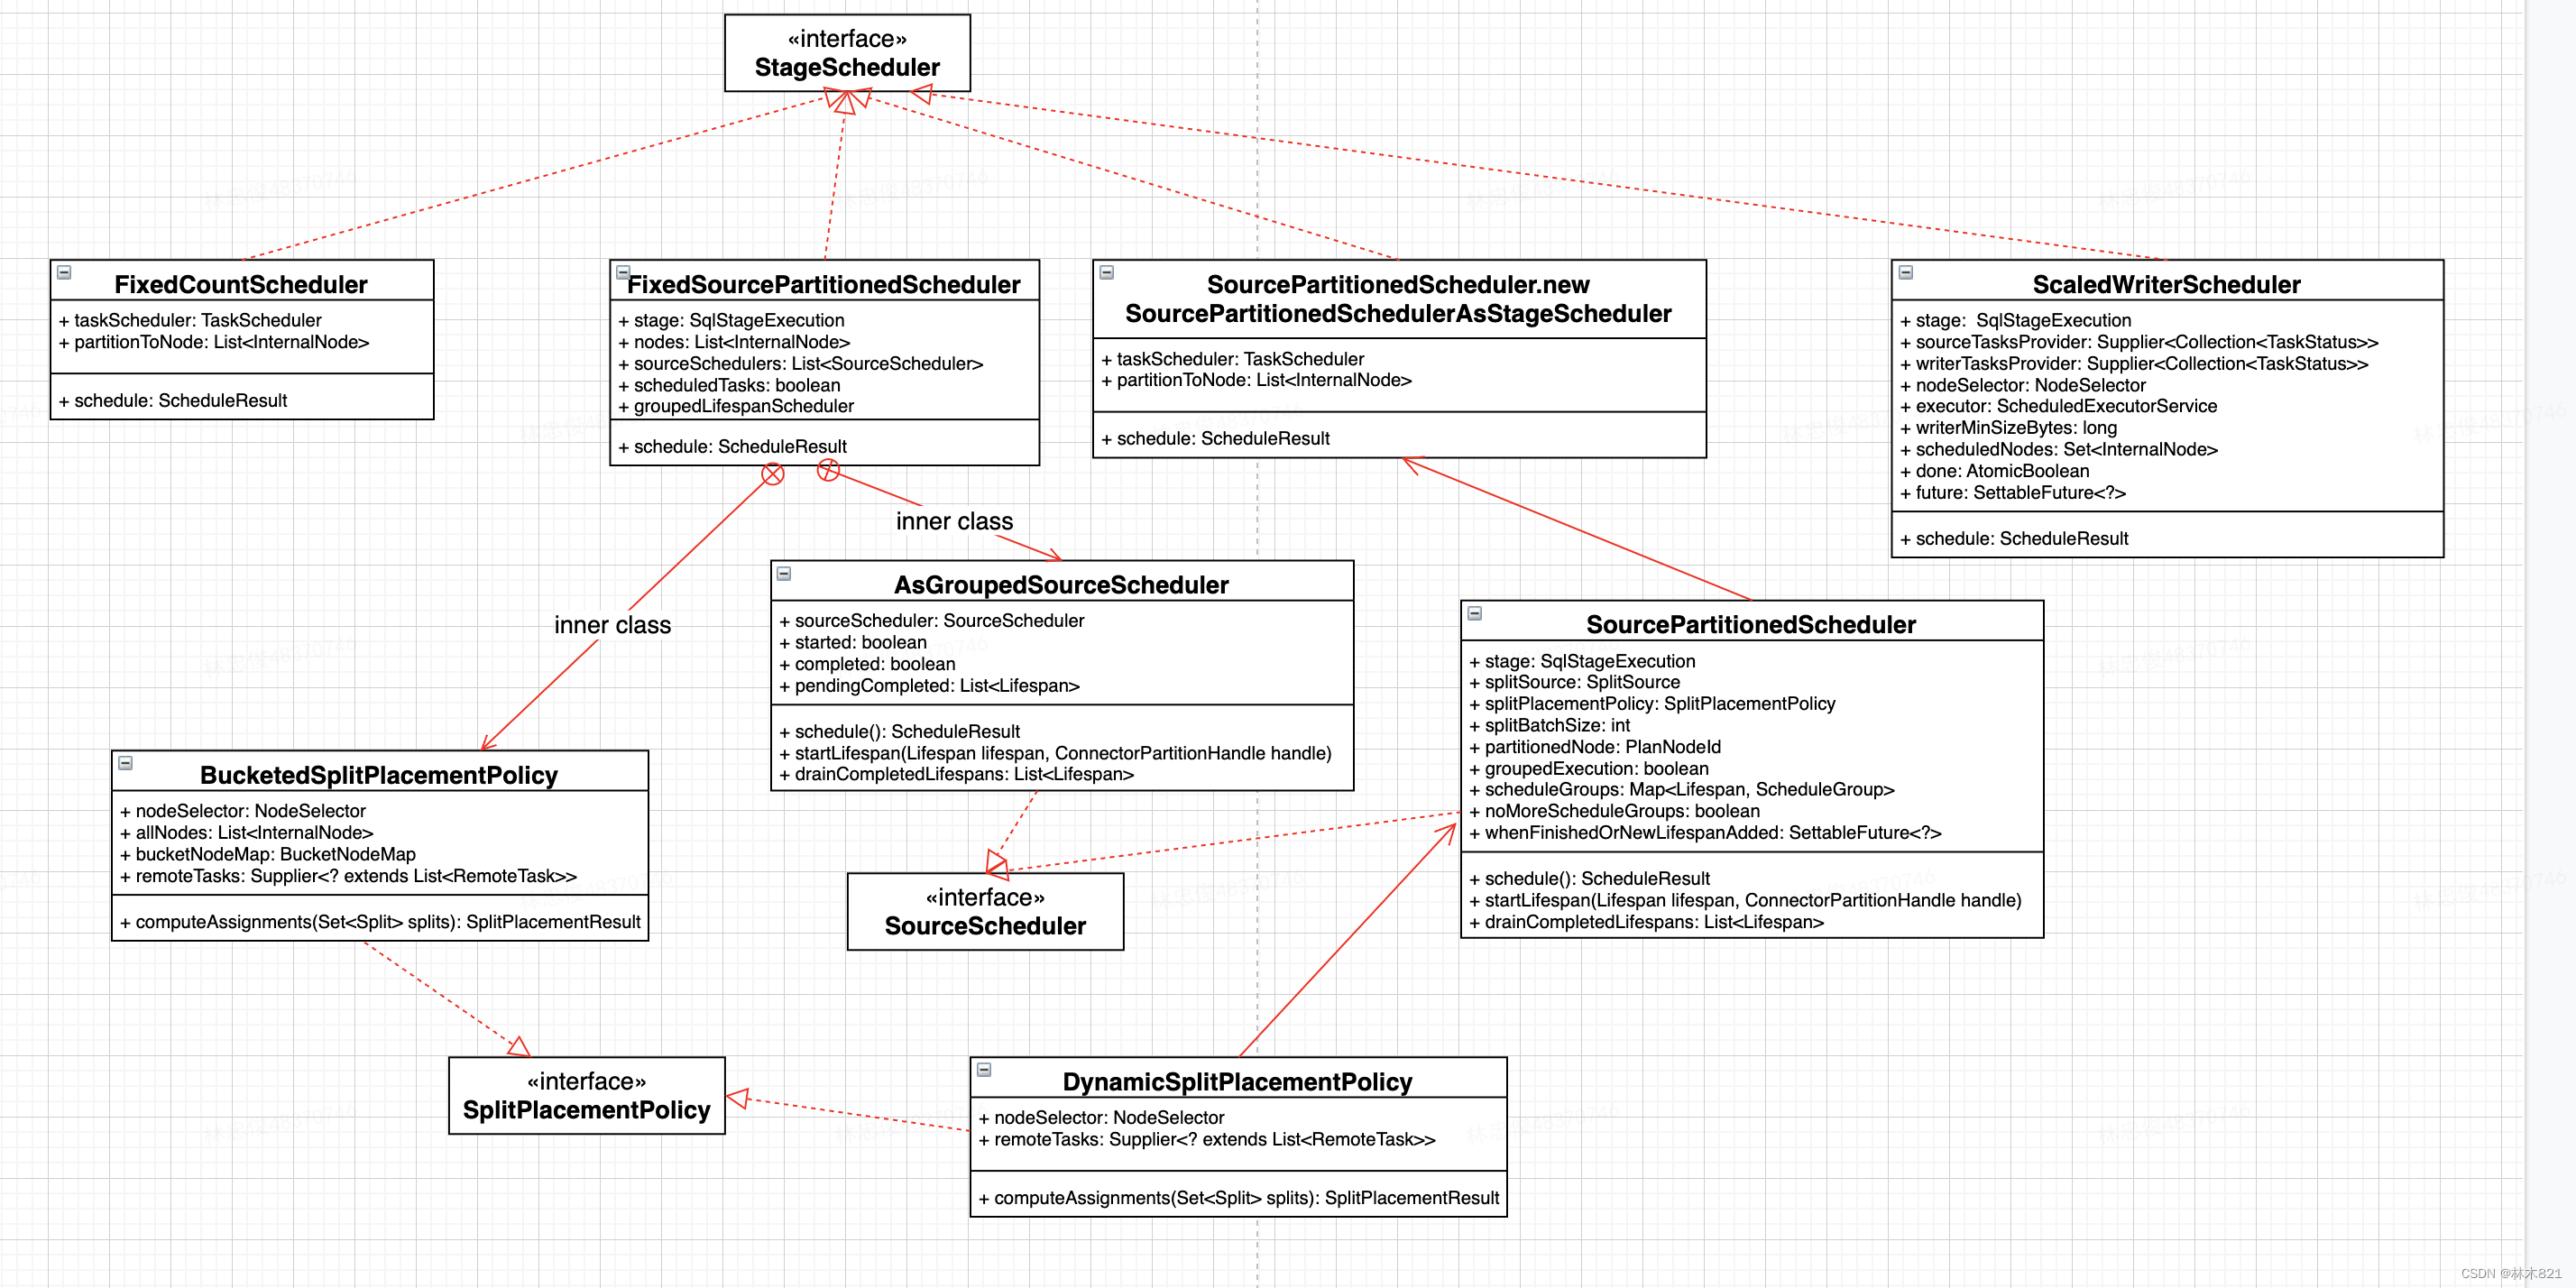 «interface»
StageScheduler
FixedCountScheduler
+ taskScheduler: TaskScheduler
+ partitionToNode: List<InternalNode>
+ schedule: ScheduleResult
FixedSourcePartitionedScheduler
+ stage: SqlStageExecution
+ nodes: List<InternalNode>
+ sourceSchedulers: List<SourceScheduler>
+ scheduledTasks: boolean
+ groupedLifespanScheduler
+ schedule: ScheduleResult
SourcePartitionedScheduler.new
SourcePartitionedSchedulerAsStageScheduler
+ taskScheduler: TaskScheduler
+ partitionToNode: List<InternalNode>
+ schedule: ScheduleResult
ScaledWriterScheduler
+ stage:  SqlStageExecution
+ sourceTasksProvider: Supplier<Collection<TaskStatus>>
+ writerTasksProvider: Supplier<Collection<TaskStatus>>
+ nodeSelector: NodeSelector
+ executor: ScheduledExecutorService
+ writerMinSizeBytes: long
+ scheduledNodes: Set<InternalNode>
+ done: AtomicBoolean
+ future: SettableFuture<?>
+ schedule: ScheduleResult
inner class
inner class
AsGroupedSourceScheduler
+ sourceScheduler: SourceScheduler
+ started: boolean
+ completed: boolean
+ pendingCompleted: List<Lifespan>
+ schedule(): ScheduleResult
+ startLifespan(Lifespan lifespan, ConnectorPartitionHandle handle)
+ drainCompletedLifespans: List<Lifespan>
SourcePartitionedScheduler
+ stage: SqlStageExecution
+ splitSource: SplitSource
+ splitPlacementPolicy: SplitPlacementPolicy
+ splitBatchSize: int
+ partitionedNode: PlanNodeId
+ groupedExecution: boolean
+ scheduleGroups: Map<Lifespan, ScheduleGroup>
+ noMoreScheduleGroups: boolean
+ whenFinishedOrNewLifespanAdded: SettableFuture<?>
+ schedule(): ScheduleResult
+ startLifespan(Lifespan lifespan, ConnectorPartitionHandle handle)
+ drainCompletedLifespans: List<Lifespan>
BucketedSplitPlacementPolicy
+ nodeSelector: NodeSelector
+ allNodes: List<InternalNode>
+ bucketNodeMap: BucketNodeMap
+ remoteTasks: Supplier<? extends List<RemoteTask>>
+ computeAssignments(Set<Split> splits): SplitPlacementResult
«interface»
SourceScheduler
«interface»
SplitPlacementPolicy
DynamicSplitPlacementPolicy
+ nodeSelector: NodeSelector
+ remoteTasks: Supplier<? extends List<RemoteTask>>
+ computeAssignments(Set<Split> splits): SplitPlacementResult
CSDN @林木821